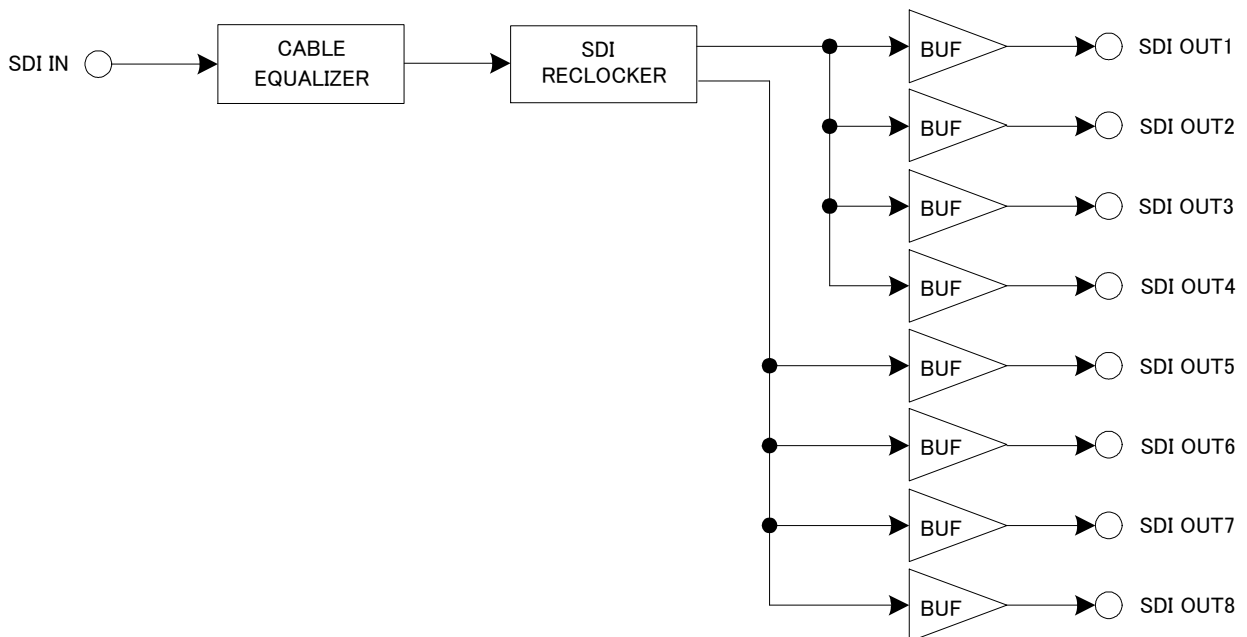 SDI IN
CABLE
EQUALIZER
SDI
RECLOCKER
BUF
SDI OUT1
BUF
SDI OUT2
BUF
SDI OUT3
BUF
SDI OUT4
BUF
SDI OUT5
BUF
SDI OUT6
BUF
SDI OUT7
BUF
SDI OUT8